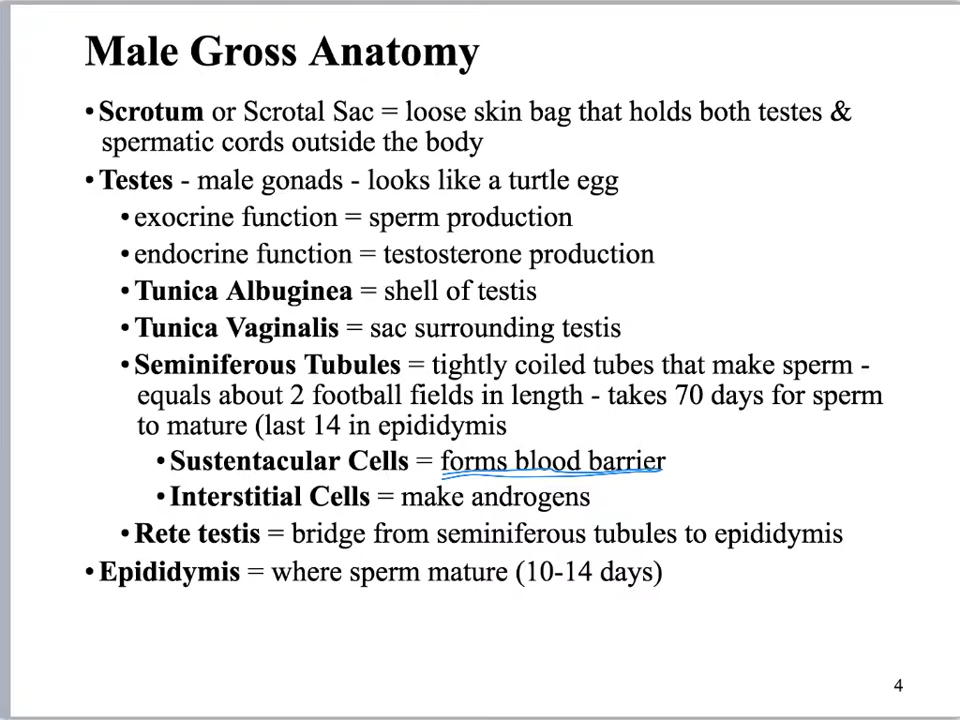 Male Gross Anatomy
• Scrotum or Scrotal Sac = loose skin bag that holds both testes &
spermatic cords outside the body
• Testes - male gonads - looks like a turtle egg
• exocrine function = sperm production
• endocrine function = testosterone production
• Tunica Albuginea = shell of testis
• Tunica Vaginalis = sac surrounding testis
• Seminiferous Tubules = tightly coiled tubes that make sperm -
equals about 2 football fields in length - takes 70 days for sperm
to mature (last 14 in epididymis
• Sustentacular Cells = forms blood barrier
• Interstitial Cells = make androgens
• Rete testis = bridge from seminiferous tubules to epididymis
• Epididymis = where sperm mature (10-14 days)
4